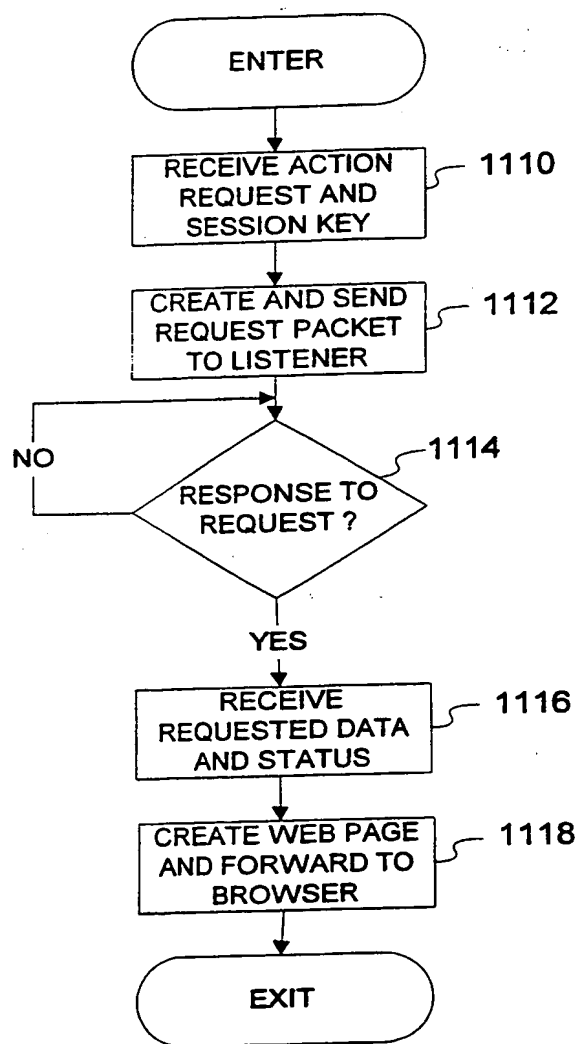 ENTER
RECEIVE ACTION
REQUEST AND
SESSION KEY
1110
CREATE AND SEND
REQUEST PACKET
TO LISTENER
1112
NO
RESPONSE TO
REQUEST ?
1114
YES
RECEIVE
REQUESTED DATA
AND STATUS
1116
CREATE WEB PAGE
AND FORWARD TO
BROWSER
1118
EXIT